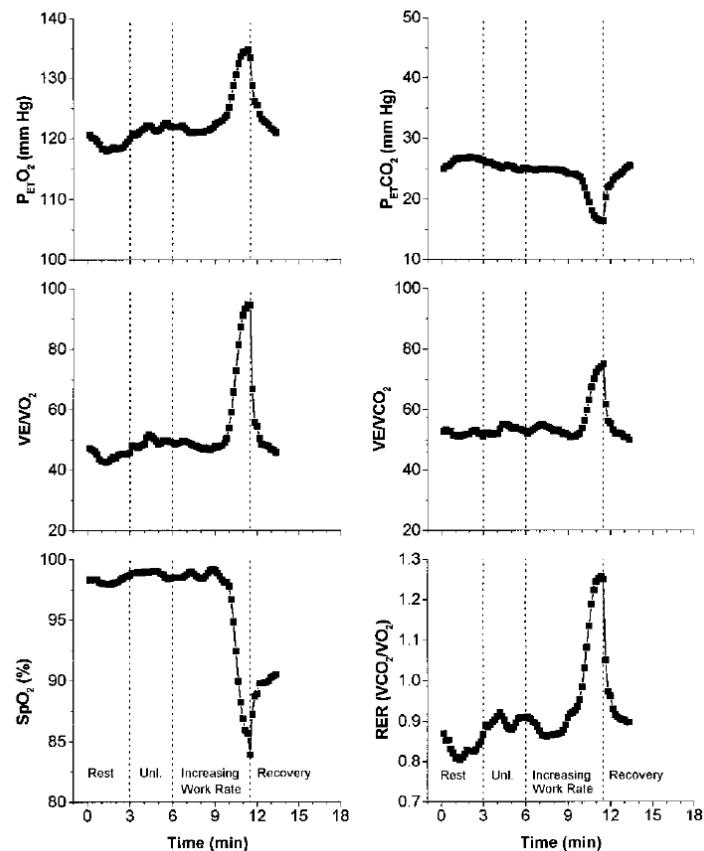 140
130
120
110
100
P_ETO₂ (mm Hg)
50
40
30
20
10
P_ETCO₂ (mm Hg)
100
80
60
40
20
VE/VO₂
100
80
60
40
20
VE/VCO₂
100
95
90
85
80
SpO₂ (%)
Rest
Unl.
Increasing
Work Rate
Recovery
0 3 6 9 12 15 18
Time (min)
1.3
1.2
1.1
1.0
0.9
0.8
0.7
RER (VCO₂/VO₂)
Rest
Unl.
Increasing
Work Rate
Recovery
0 3 6 9 12 15 18
Time (min)